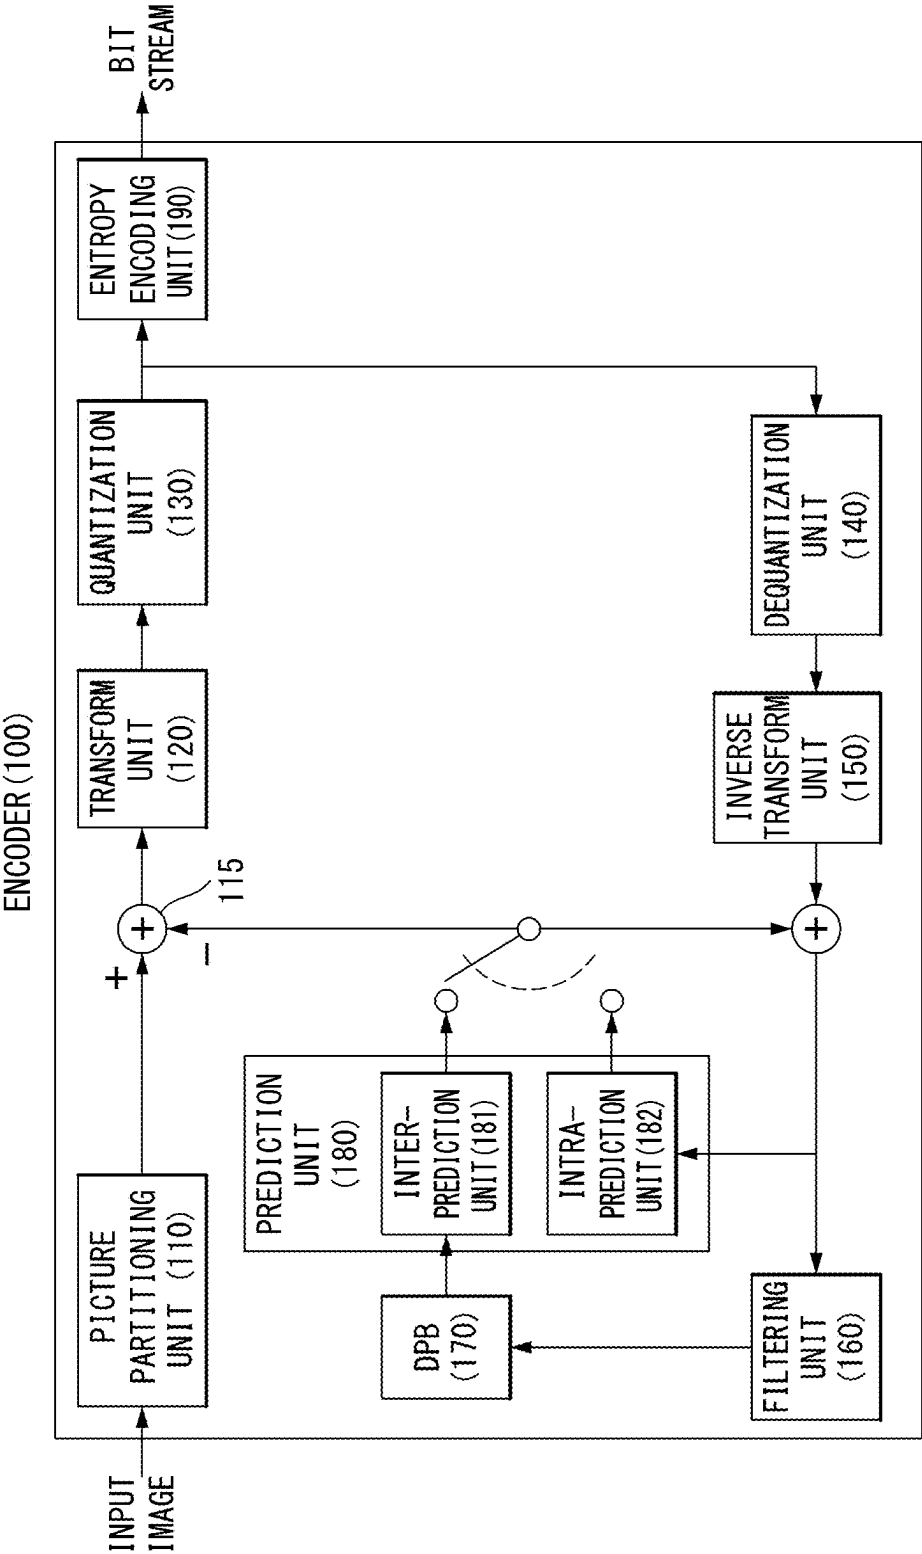 ENCODER(100)
INPUT
IMAGE
PICTURE
PARTITIONING
UNIT (110)
+
−
+
115
TRANSFORM
UNIT
(120)
QUANTIZATION
UNIT
(130)
ENTROPY
ENCODING
UNIT(190)
BIT
STREAM
PREDICTION
UNIT
(180)
INTER-
PREDICTION
UNIT(181)
INTRA-
PREDICTION
UNIT(182)
DPB
(170)
FILTERING
UNIT
(160)
+
INVERSE
TRANSFORM
UNIT
(150)
DEQUANTIZATION
UNIT
(140)